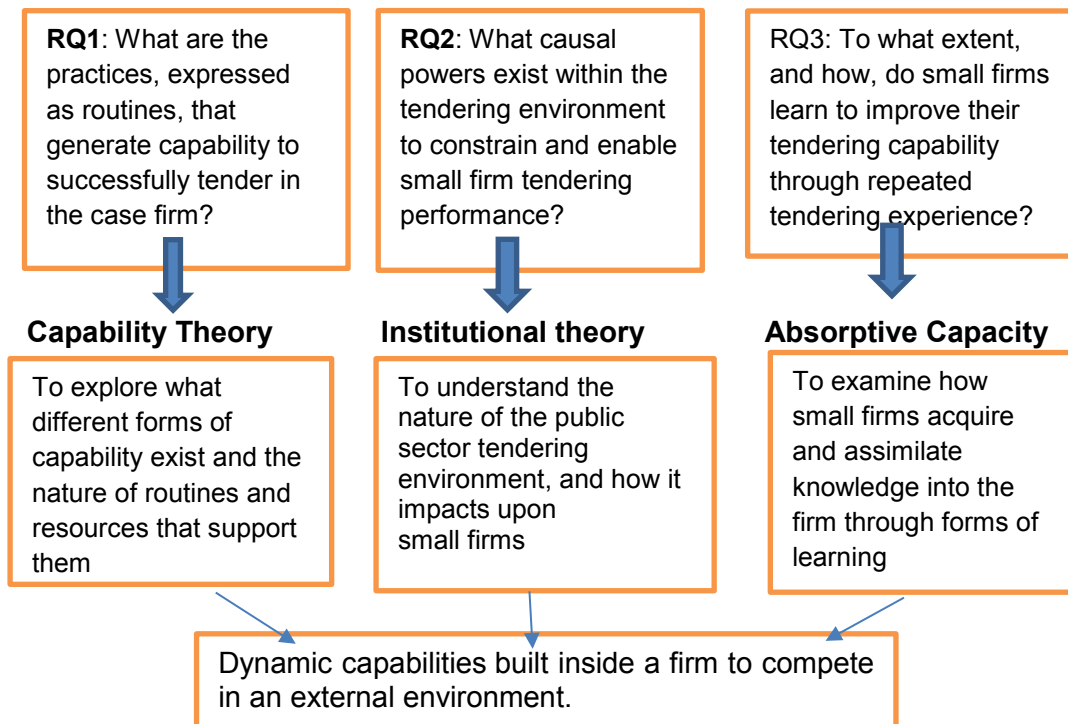 RQ1: What are the
practices, expressed
as routines, that
generate capability to
successfully tender in
the case firm?
RQ2: What causal
powers exist within the
tendering environment
to constrain and enable
small firm tendering
performance?
RQ3: To what extent,
and how, do small firms
learn to improve their
tendering capability
through repeated
tendering experience?
Capability Theory
Institutional theory
Absorptive Capacity
To explore what
different forms of
capability exist and the
nature of routines and
resources that support
them
To understand the
nature of the public
sector tendering
environment, and how it
impacts upon
small firms
To examine how
small firms acquire
and assimilate
knowledge into the
firm through forms of
learning
Dynamic capabilities built inside a firm to compete
in an external environment.